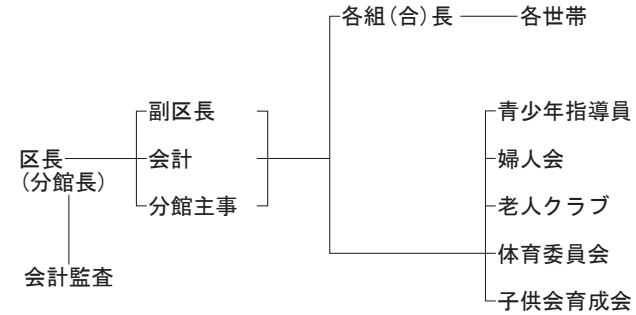 各組（合）長
各世帯
副区長
青少年指導員
区長
（分館長）
会計
婦人会
分館主事
老人クラブ
会計監査
体育委員会
子供会育成会